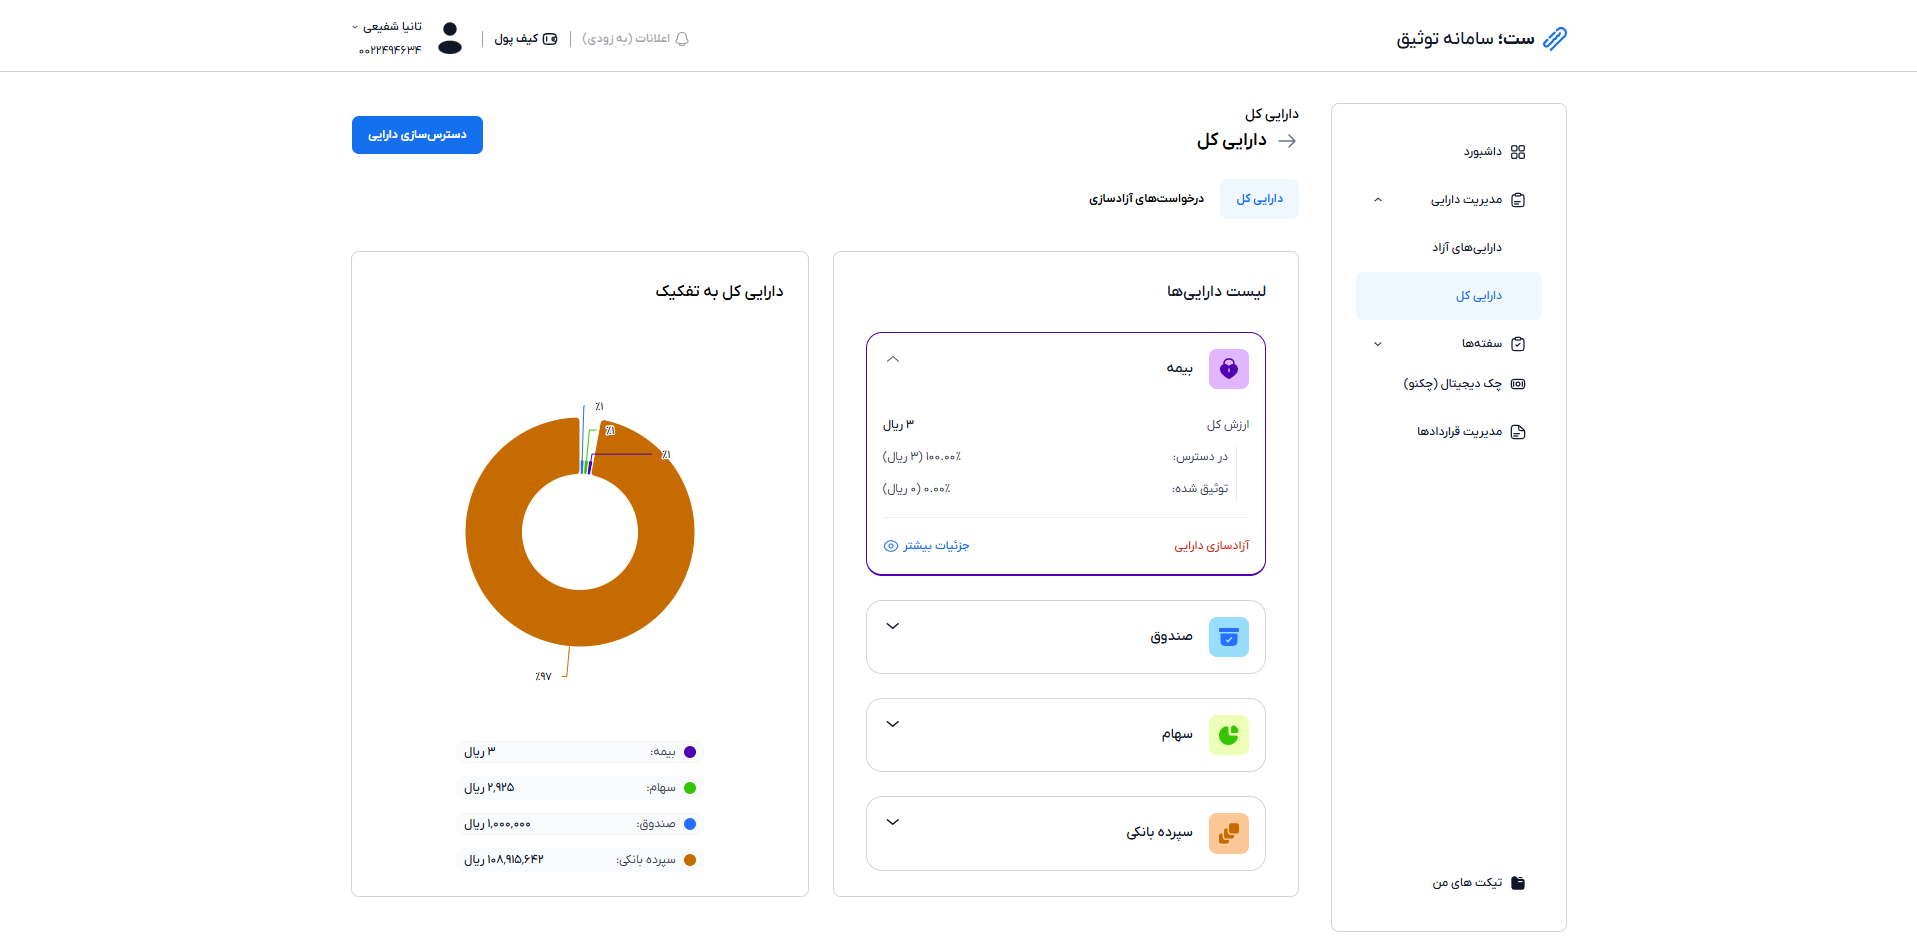 ست؛ سامانه توثیق
اعلانات (به زودی)
کیف پول
تانیا شفیعی
۰۰۲۲۴۹۴۶۳۴
داشبورد
مدیریت دارایی
دارایی‌های آزاد
دارایی کل
سفته‌ها
چک دیجیتال (چکنو)
مدیریت قراردادها
تیکت های من
دارایی کل
دارایی کل
دسترس‌سازی دارایی
دارایی کل
درخواست‌های آزادسازی
لیست دارایی‌ها
بیمه
ارزش کل
۳ ریال
در دسترس:
۱۰۰.۰۰٪ (۳ ریال)
توثیق شده:
۰.۰۰٪ (۰ ریال)
آزادسازی دارایی
جزئیات بیشتر
صندوق
سهام
سپرده بانکی
دارایی کل به تفکیک
٪۱
٪۱
٪۱
٪۹۷
بیمه:
۳ ریال
سهام:
۲,۹۲۵ ریال
صندوق:
۱,۰۰۰,۰۰۰ ریال
سپرده بانکی:
۱۰۸,۹۱۵,۶۴۲ ریال